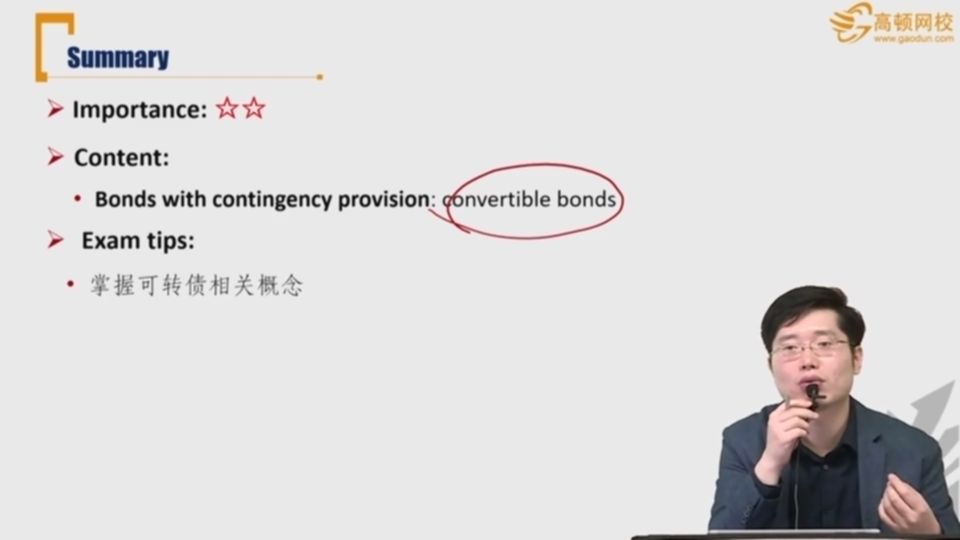 高顿网校
www.gaodun.com
Summary
Importance: ☆☆
Content:
Bonds with contingency provision: convertible bonds
Exam tips:
掌握可转债相关概念